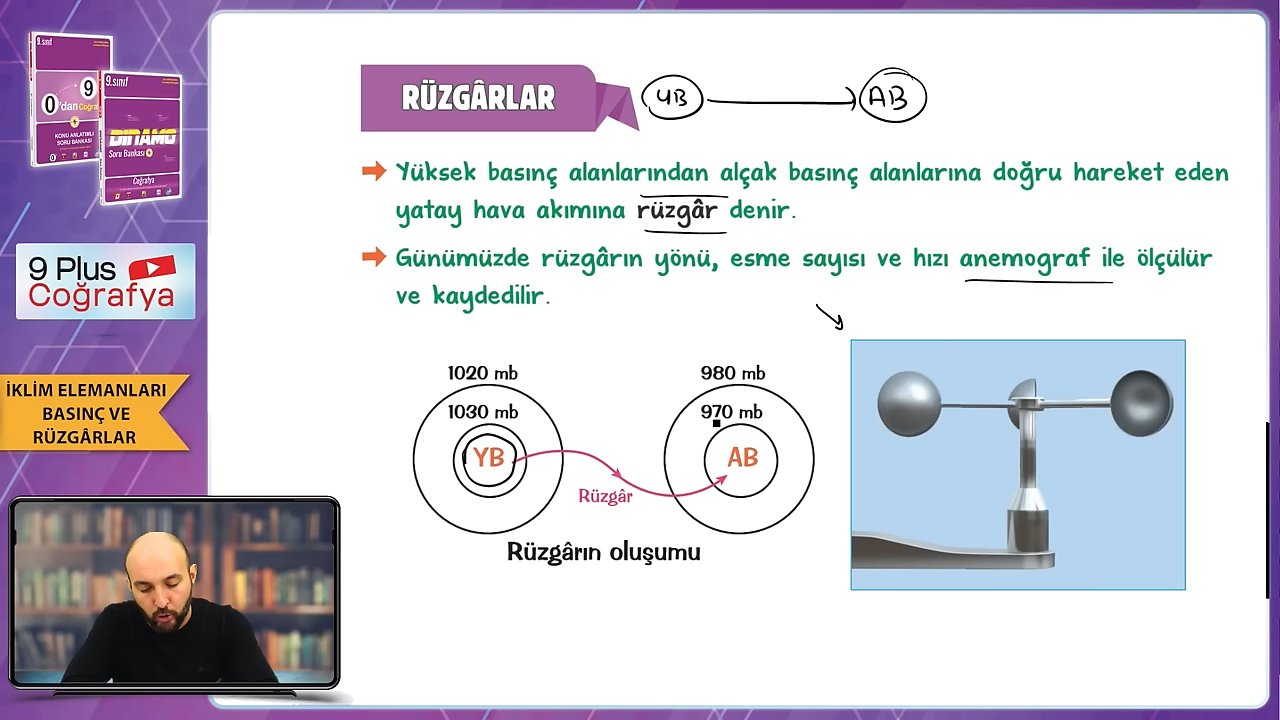 9.sınıf
0'dan 9
KONU ANLATIMLI
SORU BANKASI
9.sınıf
DİNAMO
Soru Bankası
Coğrafya
9 Plus
Coğrafya
İKLİM ELEMANLARI
BASINÇ VE
RÜZGÂRLAR
RÜZGÂRLAR
YB
AB
Yüksek basınç alanlarından alçak basınç alanlarına doğru hareket eden
yatay hava akımına rüzgâr denir.
Günümüzde rüzgârın yönü, esme sayısı ve hızı anemograf ile ölçülür
ve kaydedilir.
1020 mb
1030 mb
YB
980 mb
970 mb
AB
Rüzgâr
Rüzgârın oluşumu